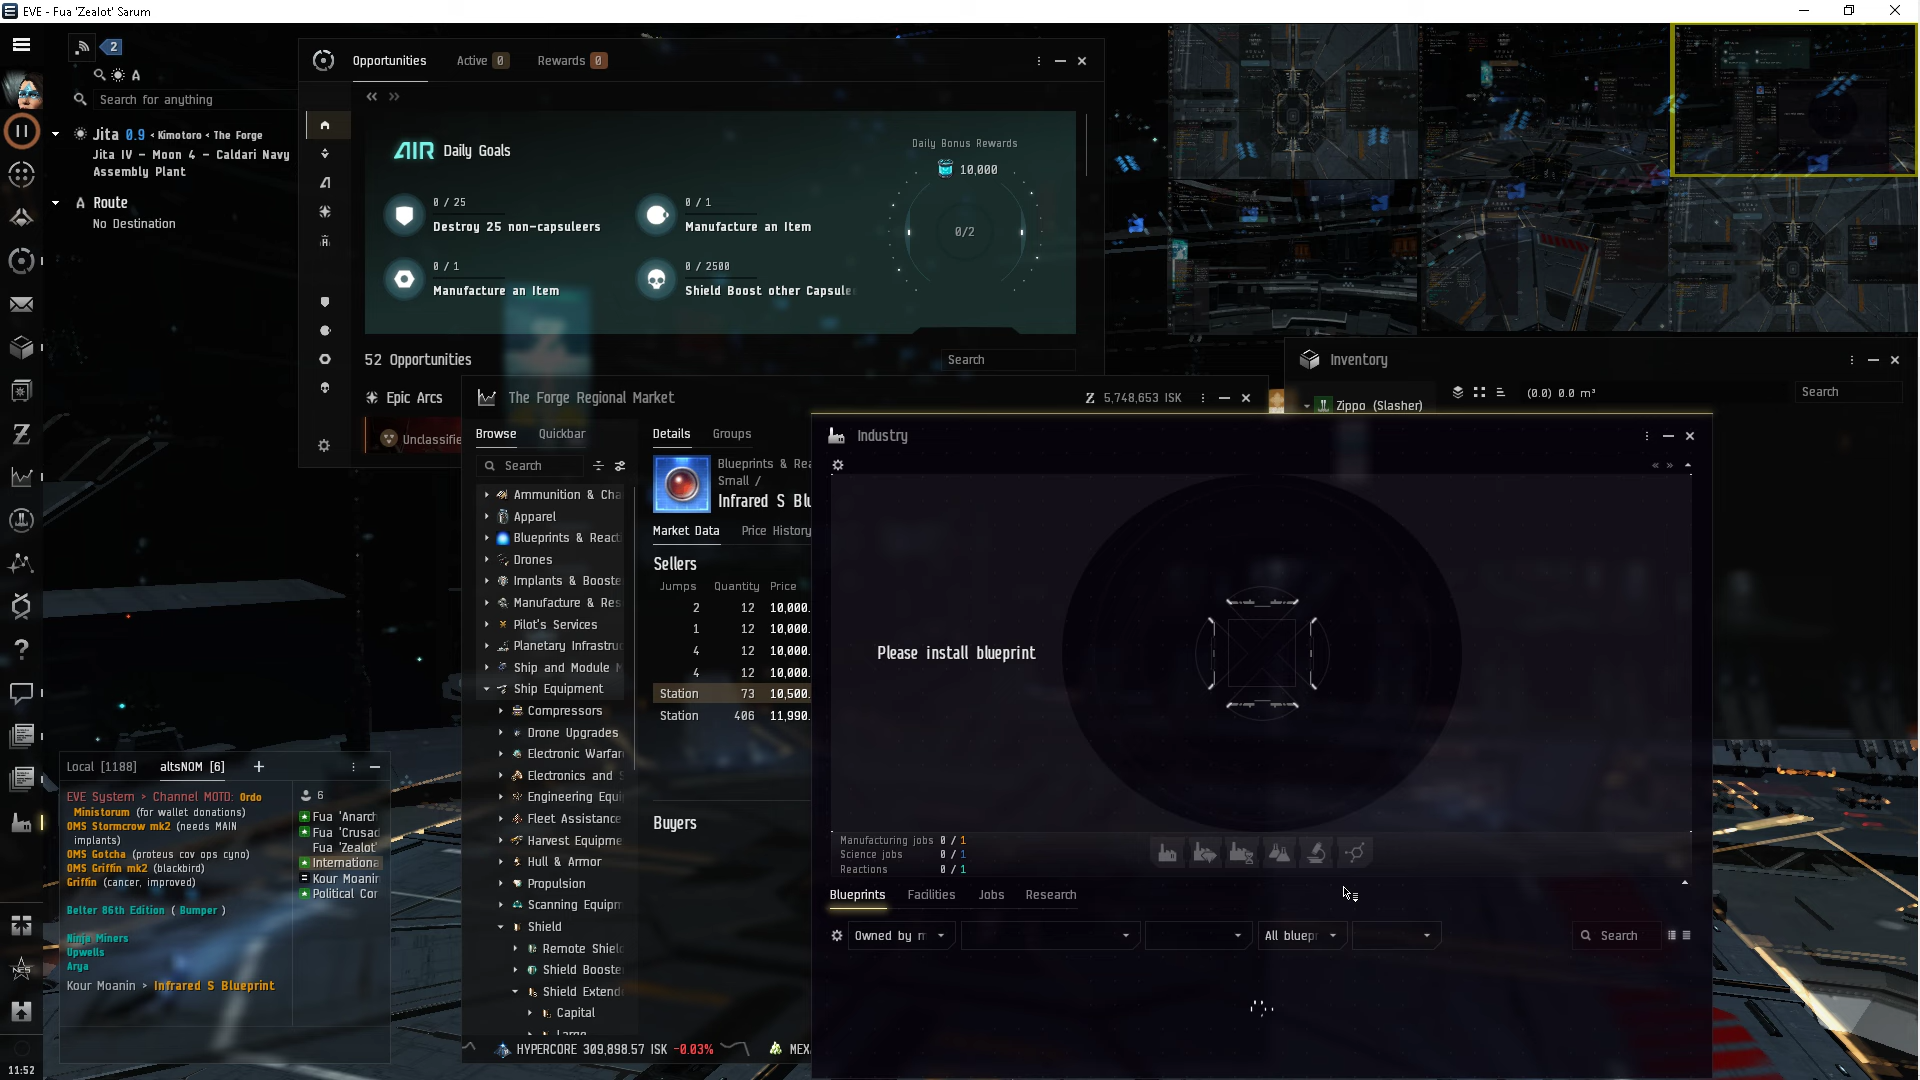 EVE - Fua 'Zealot' Sarum
2
Search for anything
Jita 0.9 < Kimotoro < The Forge
Jita IV - Moon 4 - Caldari Navy
Assembly Plant
Route
No Destination
Opportunities
Active 0
Rewards 0
AIR Daily Goals
Daily Bonus Rewards
10,000
0/2
0 / 25
Destroy 25 non-capsuleers
0 / 1
Manufacture an Item
0 / 1
Manufacture an Item
0 / 2500
Shield Boost other Capsule
52 Opportunities
Search
Epic Arcs
Unclassifie
The Forge Regional Market
5,748,653 ISK
Browse
Quickbar
Search
Ammunition & Cha
Apparel
Blueprints & React
Drones
Implants & Booste
Manufacture & Res
Pilot's Services
Planetary Infrastruc
Ship and Module M
Ship Equipment
Compressors
Drone Upgrades
Electronic Warfar
Electronics and S
Engineering Equi
Fleet Assistance
Harvest Equipme
Hull & Armor
Propulsion
Scanning Equipm
Shield
Remote Shield
Shield Booste
Shield Extend
Capital
Large
Details
Groups
Blueprints & Rea
Small /
Infrared S Blu
Market Data
Price History
Sellers
Jumps Quantity Price
2 12 10,000.
1 12 10,000.
4 12 10,000.
4 12 10,000.
Station 73 10,500.
Station 406 11,990.
Buyers
HYPERCORE 309,898.57 ISK -0.03%
MEX
Inventory
Zippo (Slasher)
(0.0) 0.0 m³
Search
Industry
Please install blueprint
Manufacturing jobs 0 / 1
Science jobs 0 / 1
Reactions 0 / 1
Blueprints
Facilities
Jobs
Research
Owned by m
All bluepr
Search
Local [1188]
altsNOM [6]
EVE System > Channel MOTD: Ordo
Ministorum (for wallet donations)
OMS Stormcrow mk2 (needs MAIN
implants)
OMS Gotcha (proteus cov ops cyno)
OMS Griffin mk2 (blackbird)
Griffin (cancer, improved)
Belter 86th Edition ( Bumper )
Ninja Miners
Upwells
Arya
Kour Moanin > Infrared S Blueprint
6
Fua 'Anarch
Fua 'Crusad
Fua 'Zealot'
Internationa
Kour Moanin
Political Cor
NES
11:52